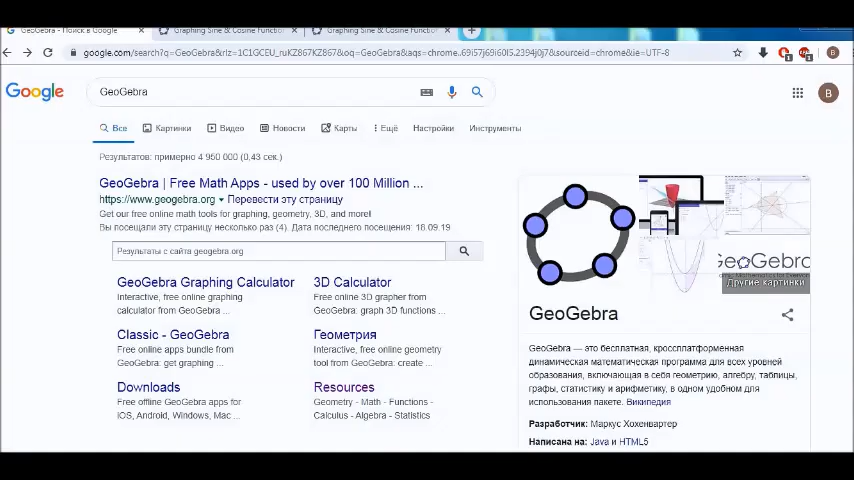 GeoGebra - Поиск в Google
Graphing Sine & Cosine Function
Graphing Sine & Cosine Function
google.com/search?q=GeoGebra&rlz=1C1GCEU_ruKZ867KZ867&oq=GeoGebra&aqs=chrome..69i57j69i60l5.2394j0j7&sourceid=chrome&ie=UTF-8
B
Google
GeoGebra
B
Все
Картинки
Видео
Новости
Карты
Ещё
Настройки
Инструменты
Результатов: примерно 4 950 000 (0,43 сек.)
GeoGebra | Free Math Apps - used by over 100 Million ...
https://www.geogebra.org ▾ Перевести эту страницу
Get our free online math tools for graphing, geometry, 3D, and more!
Вы посещали эту страницу несколько раз (4). Дата последнего посещения: 18.09.19
Результаты с сайта geogebra.org
GeoGebra Graphing Calculator
Interactive, free online graphing
calculator from GeoGebra ...
3D Calculator
Free online 3D grapher from
GeoGebra: graph 3D functions ...
Classic - GeoGebra
Free online apps bundle from
GeoGebra: get graphing ...
Геометрия
Interactive, free online geometry
tool from GeoGebra: create ...
Downloads
Free offline GeoGebra apps for
iOS, Android, Windows, Mac ...
Resources
Geometry - Math - Functions -
Calculus - Algebra - Statistics
GeoGebra
Другие картинки
GeoGebra
GeoGebra — это бесплатная, кроссплатформенная
динамическая математическая программа для всех уровней
образования, включающая в себя геометрию, алгебру, таблицы,
графы, статистику и арифметику, в одном удобном для
использования пакете. Википедия
Разработчик: Маркус Хохенвартер
Написана на: Java и HTML5